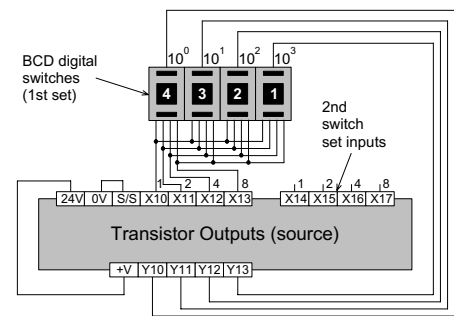 10⁰ 10¹ 10² 10³
BCD digital
switches
(1st set)
4 3 2 1
2nd
switch
set inputs
1 2 4 8 1 2 4 8
24V 0V S/S X10 X11 X12 X13 X14 X15 X16 X17
Transistor Outputs (source)
+V Y10 Y11 Y12 Y13